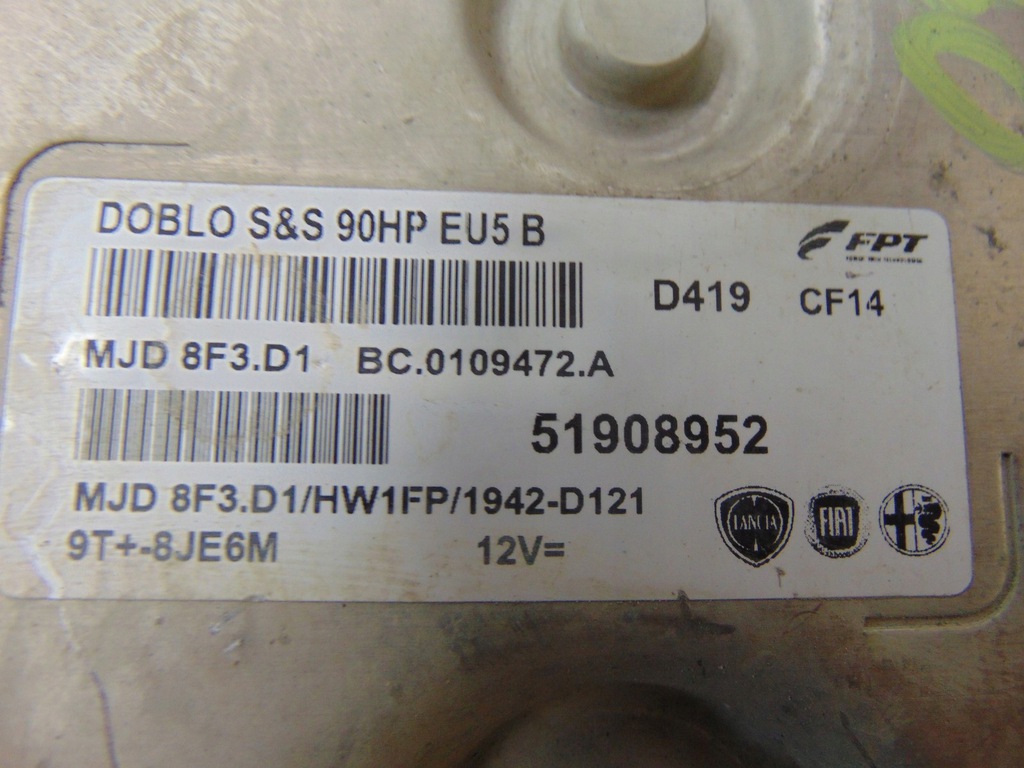 DOBLO S&S 90HP EU5 B
FPT
D419 CF14
MJD 8F3.D1 BC.0109472.A
51908952
MJD 8F3.D1/HW1FP/1942-D121
LANCIA FIAT
9T+-8JE6M 12V=